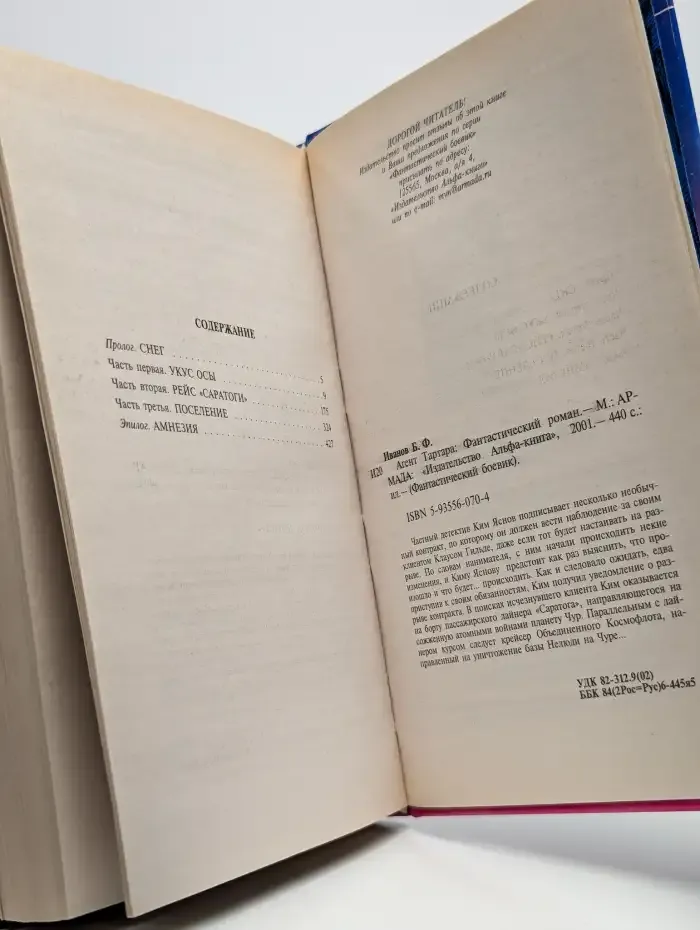 СОДЕРЖАНИЕ
Пролог. СНЕГ . . . . . . . . . . 5
Часть первая. УКУС ОСЫ . . . . . . . . . . 9
Часть вторая. РЕЙС «САРАТОГИ» . . . . . . . . . . 175
Часть третья. ПОСЕЛЕНИЕ . . . . . . . . . . 334
Эпилог. АМНЕЗИЯ . . . . . . . . . . 427
ДОРОГОЙ ЧИТАТЕЛЬ!
Издательство просит отзывы об этой книге
и Ваши предложения по серии
«Фантастический боевик»
присылать по адресу:
125565, Москва, а/я 4,
«Издательство Альфа-книга»
или по e-mail: mvn@armada.ru
Иванов Б. Ф.
И20 Агент Тартара: Фантастический роман.— М.: АР-
МАДА: «Издательство Альфа-книга», 2001.— 440 с.:
ил.— (Фантастический боевик).
ISBN 5-93556-070-4
Частный детектив Ким Яснов подписывает несколько необыч-
ный контракт, по которому он должен вести наблюдение за своим
клиентом Клаусом Гильде, даже если тот будет настаивать на раз-
рыве. По словам нанимателя, с ним начали происходить некие
изменения, и Киму Яснову предстоит как раз выяснить, что про-
изошло и что будет... происходить. Как и следовало ожидать, едва
приступив к своим обязанностям, Ким получил уведомление о раз-
рыве контракта. В поисках исчезнувшего клиента Ким оказывается
на борту пассажирского лайнера «Саратога», направляющегося на
сожженную атомными войнами планету Чур. Параллельным с лай-
нером курсом следует крейсер Объединенного Космофлота, на-
правленный на уничтожение базы Нелюди на Чуре...
УДК 82-312.9(02)
ББК 84(2Рос=Рус)6-445я5